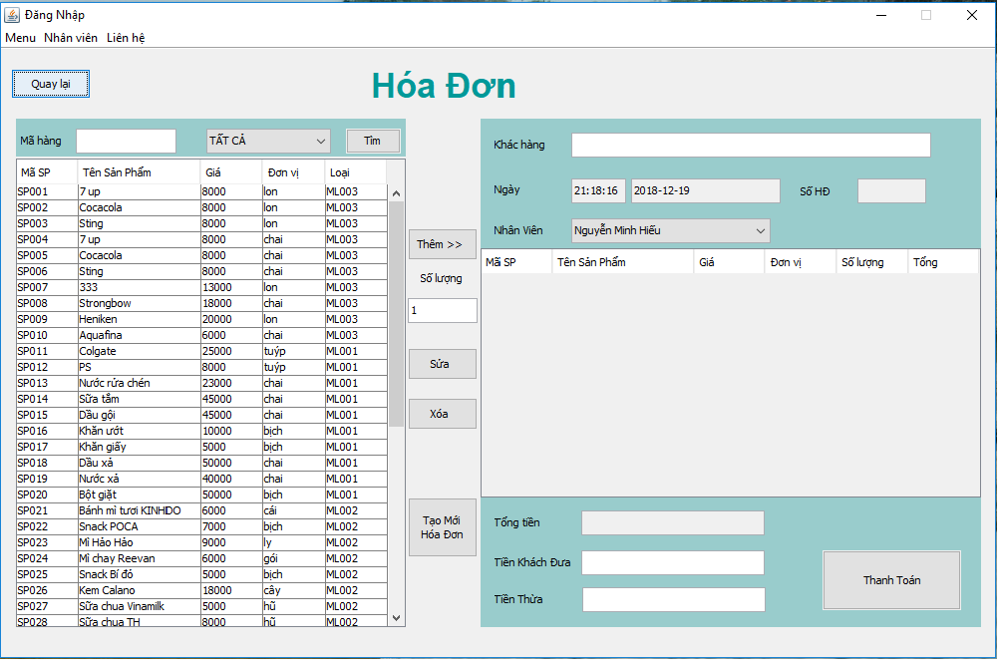 Đăng Nhập
Menu Nhân viên Liên hệ
Quay lại
Hóa Đơn
Mã hàng TẤT CẢ Tìm
Mã SP Tên Sản Phẩm Giá Đơn vị Loại
SP001 7 up 8000 lon ML003
SP002 Cocacola 8000 lon ML003
SP003 Sting 8000 lon ML003
SP004 7 up 8000 chai ML003
SP005 Cocacola 8000 chai ML003
SP006 Sting 8000 chai ML003
SP007 333 13000 lon ML003
SP008 Strongbow 18000 chai ML003
SP009 Heniken 20000 lon ML003
SP010 Aquafina 6000 chai ML003
SP011 Colgate 25000 tuýp ML001
SP012 PS 8000 tuýp ML001
SP013 Nước rửa chén 23000 chai ML001
SP014 Sữa tắm 45000 chai ML001
SP015 Dầu gội 45000 chai ML001
SP016 Khăn ướt 10000 bịch ML001
SP017 Khăn giấy 5000 bịch ML001
SP018 Dầu xả 50000 chai ML001
SP019 Nước xả 40000 chai ML001
SP020 Bột giặt 50000 bịch ML001
SP021 Bánh mì tươi KINHDO 6000 cái ML002
SP022 Snack POCA 7000 bịch ML002
SP023 Mì Hảo Hảo 9000 ly ML002
SP024 Mì chay Reevan 6000 gói ML002
SP025 Snack Bí đỏ 5000 bịch ML002
SP026 Kem Calano 18000 cây ML002
SP027 Sữa chua Vinamilk 5000 hũ ML002
SP028 Sữa chua TH 8000 hũ ML002
Thêm >>
Số lượng
1
Sửa
Xóa
Tạo Mới
Hóa Đơn
Khác hàng
Ngày 21:18:16 2018-12-19 Số HĐ
Nhân Viên Nguyễn Minh Hiếu
Mã SP Tên Sản Phẩm Giá Đơn vị Số lượng Tổng
Tổng tiền
Tiền Khách Đưa
Tiền Thừa
Thanh Toán